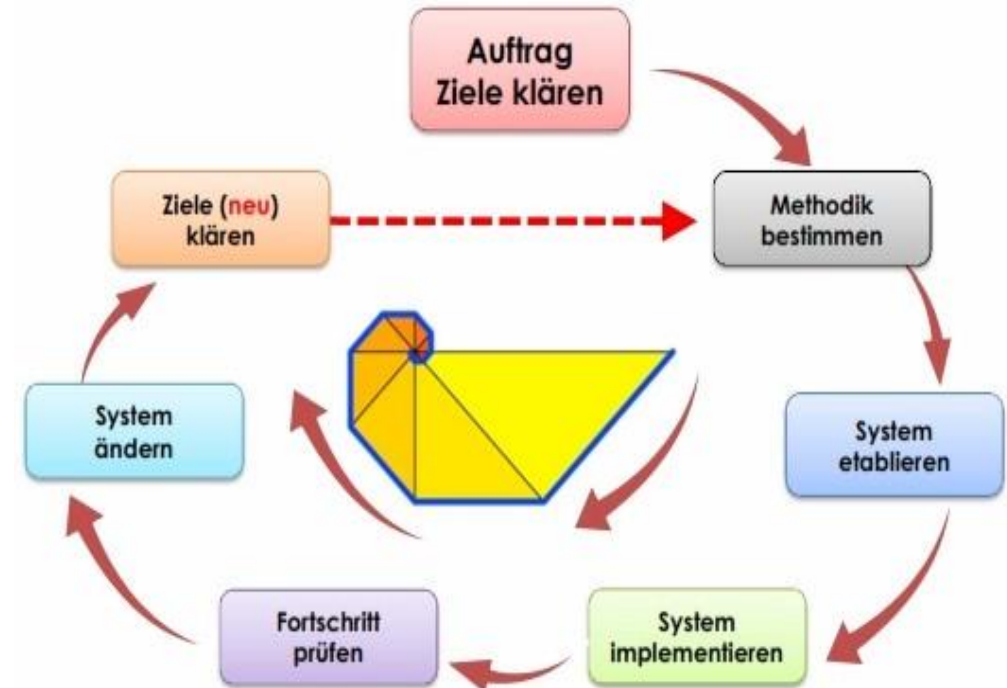 Auftrag
Ziele klären
Ziele (neu)
klären
Methodik
bestimmen
System
ändern
System
etablieren
Fortschritt
prüfen
System
implementieren